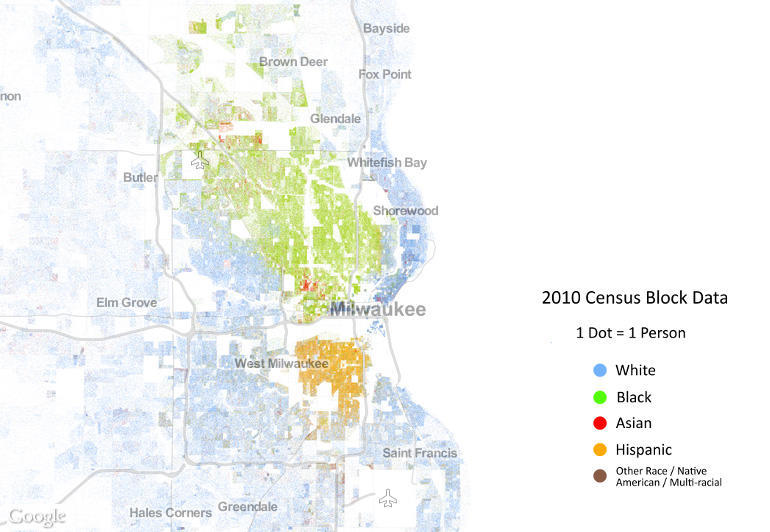 Bayside
Brown Deer
Fox Point
non
Glendale
Whitefish Bay
Butler
Shorewood
Elm Grove
Milwaukee
West Milwaukee
Saint Francis
Greendale
Hales Corners
Google
2010 Census Block Data
1 Dot = 1 Person
White
Black
Asian
Hispanic
Other Race / Native
American / Multi-racial